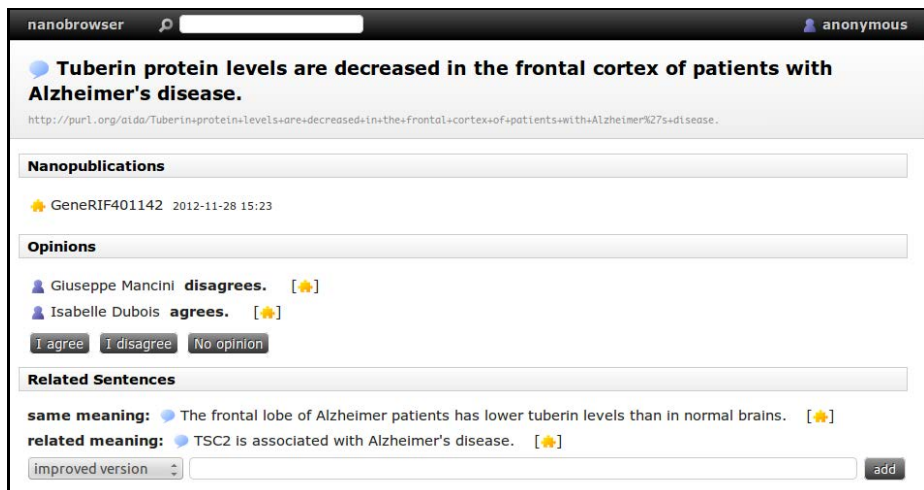 nanobrowser anonymous
Tuberin protein levels are decreased in the frontal cortex of patients with
Alzheimer's disease.
http://purl.org/aida/Tuberin+protein+levels+are+decreased+in+the+frontal+cortex+of+patients+with+Alzheimer%27s+disease.
Nanopublications
GeneRIF401142 2012-11-28 15:23
Opinions
Giuseppe Mancini disagrees. [ ]
Isabelle Dubois agrees. [ ]
I agree I disagree No opinion
Related Sentences
same meaning: The frontal lobe of Alzheimer patients has lower tuberin levels than in normal brains. [ ]
related meaning: TSC2 is associated with Alzheimer's disease. [ ]
improved version add